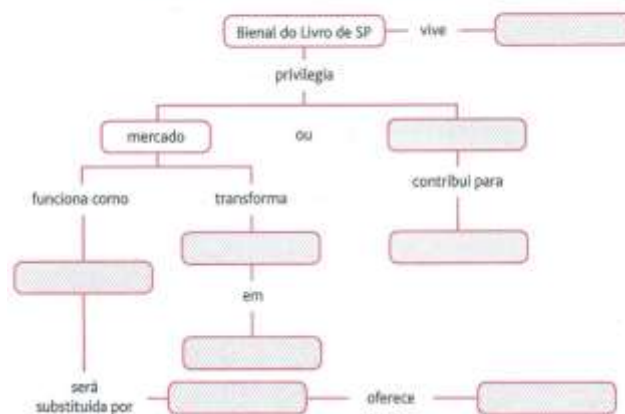 Bienal do Livro de SP
vive
privilegia
mercado
ou
funciona como
transforma
contribui para
em
será
substituída por
oferece